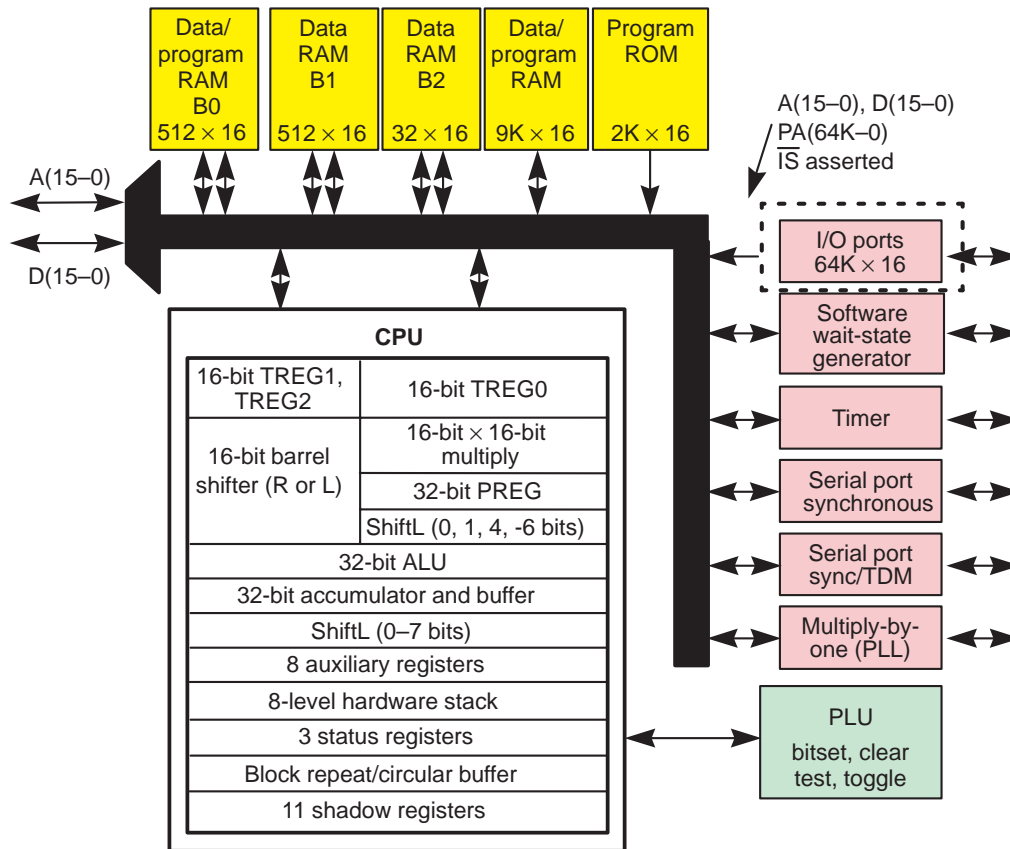 Data/
program
RAM
B0
512 × 16
Data
RAM
B1
512 × 16
Data
RAM
B2
32 × 16
Data/
program
RAM
9K × 16
Program
ROM
2K × 16
A(15–0), D(15–0)
PA(64K–0)
I̅S̅ asserted
A(15–0)
D(15–0)
I/O ports
64K × 16
Software
wait-state
generator
Timer
Serial port
synchronous
Serial port
sync/TDM
Multiply-by-
one (PLL)
CPU
16-bit TREG1,
TREG2
16-bit TREG0
16-bit barrel
shifter (R or L)
16-bit × 16-bit
multiply
32-bit PREG
ShiftL (0, 1, 4, -6 bits)
32-bit ALU
32-bit accumulator and buffer
ShiftL (0–7 bits)
8 auxiliary registers
8-level hardware stack
3 status registers
Block repeat/circular buffer
11 shadow registers
PLU
bitset, clear
test, toggle